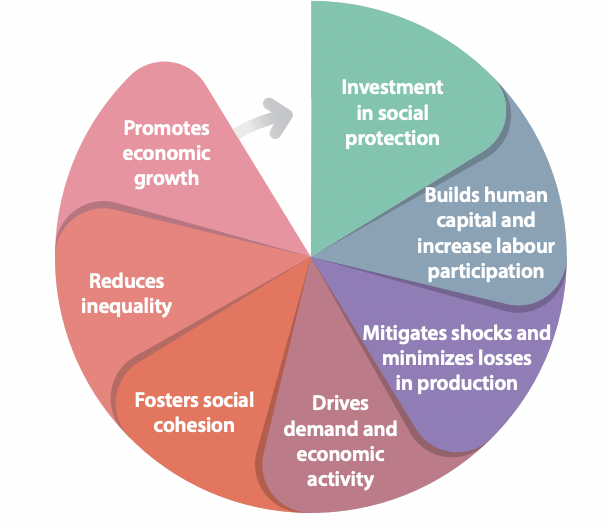 Investment
in social
protection
Builds human
capital and
increase labour
participation
Mitigates shocks and
minimizes losses
in production
Drives
demand and
economic
activity
Fosters social
cohesion
Reduces
inequality
Promotes
economic
growth